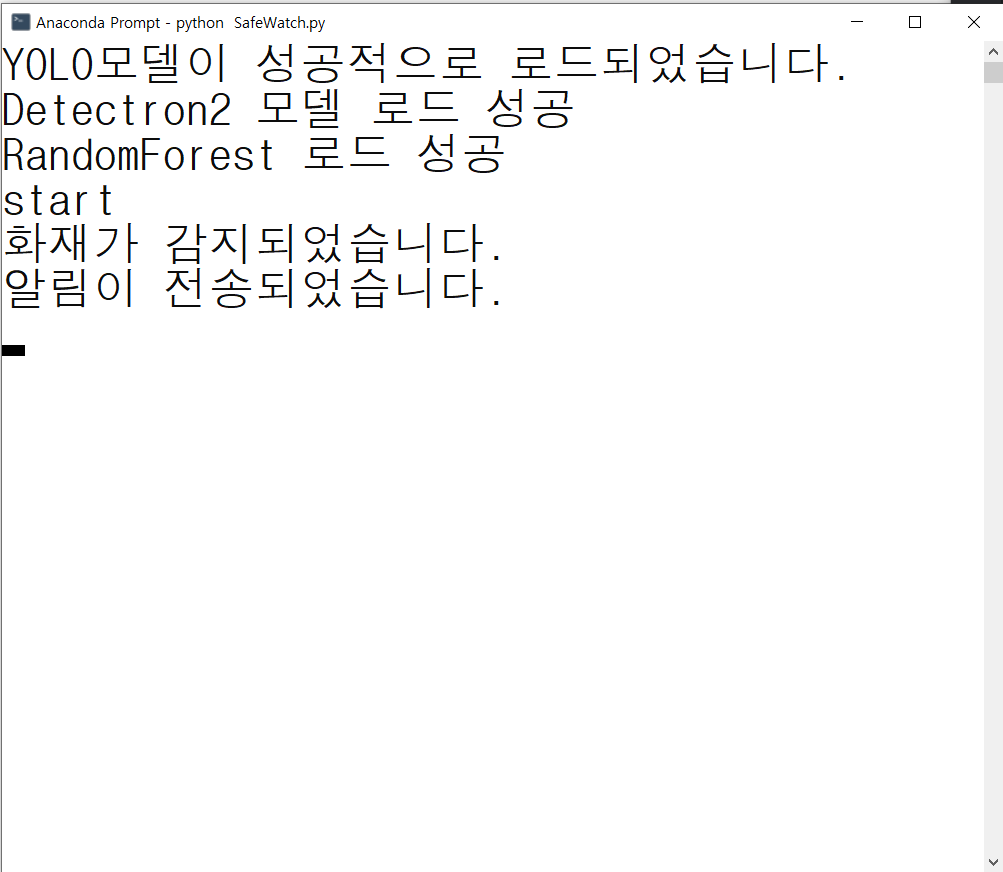 Anaconda Prompt - python  SafeWatch.py
YOLO모델이 성공적으로 로드되었습니다.
Detectron2 모델 로드 성공
RandomForest 로드 성공
start
화재가 감지되었습니다.
알림이 전송되었습니다.